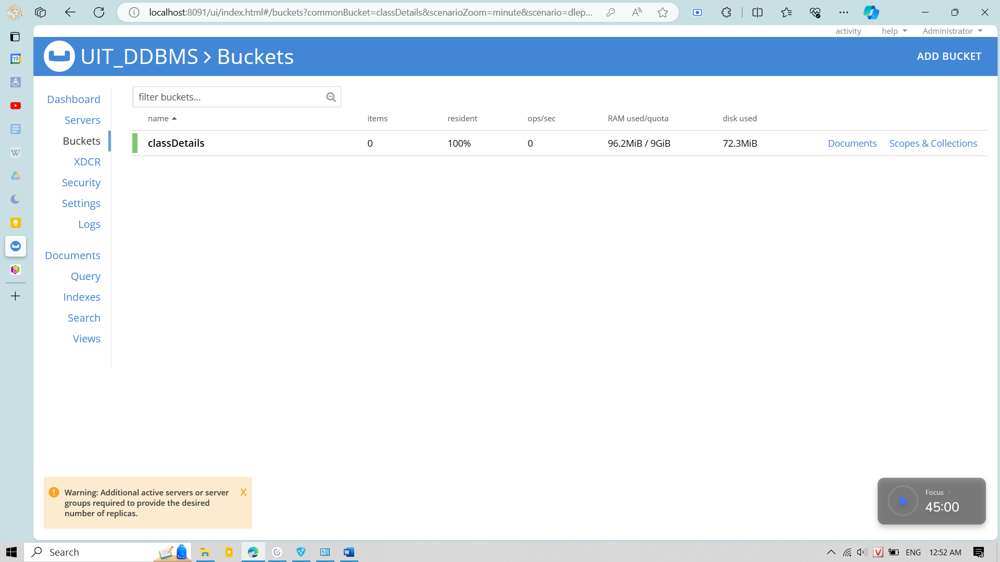 localhost:8091/ui/index.html#/buckets?commonBucket=classDetails&scenarioZoom=minute&scenario=dlep...
activity help Administrator
UIT_DDBMS > Buckets
ADD BUCKET
19
Dashboard
Servers
Buckets
XDCR
Security
Settings
Logs
Documents
Query
Indexes
Search
Views
W
filter buckets...
name items resident ops/sec RAM used/quota disk used
classDetails 0 100% 0 96.2MiB / 9GiB 72.3MiB Documents Scopes & Collections
Warning: Additional active servers or server
groups required to provide the desired
number of replicas.
X
Focus >
45:00
Search
V
ENG
12:52 AM